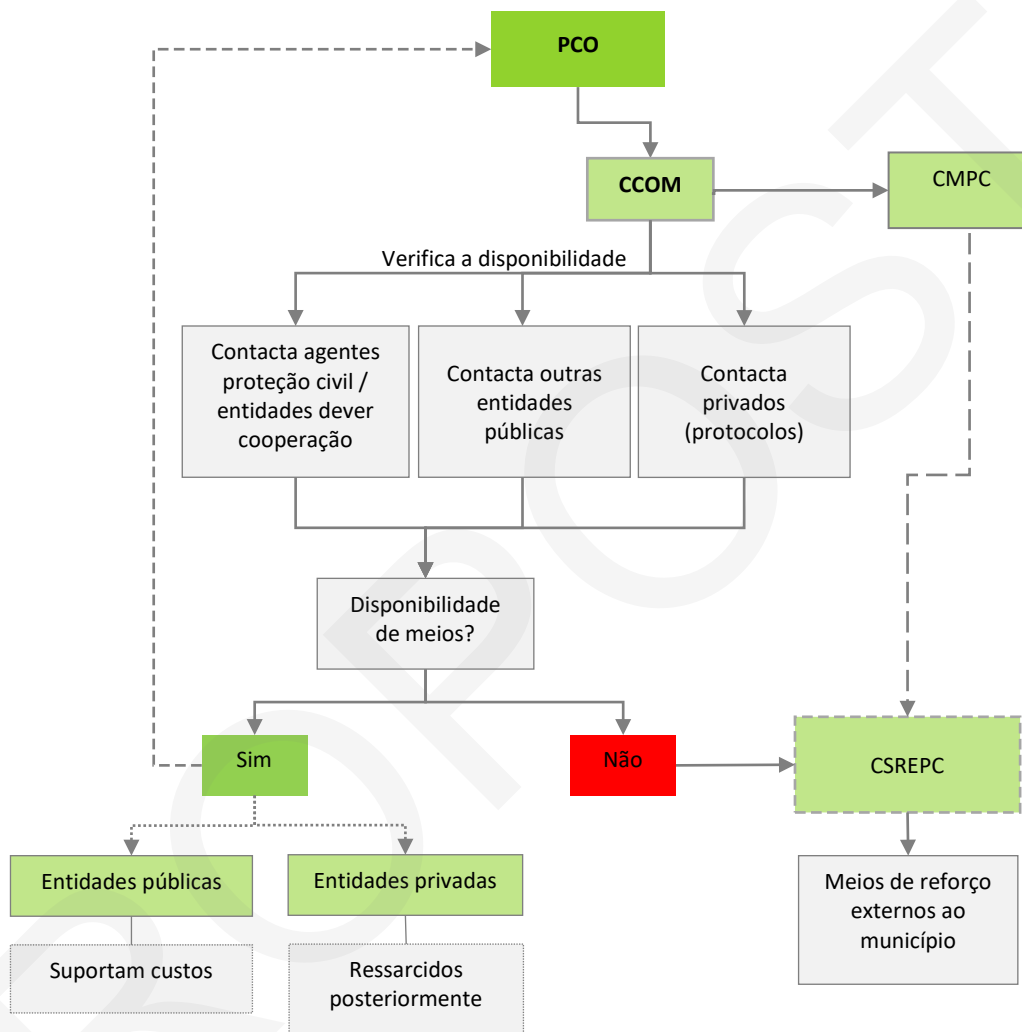 PCO
CCOM
CMPC
Verifica a disponibilidade
Contacta agentes
proteção civil /
entidades dever
cooperação
Contacta outras
entidades
públicas
Contacta
privados
(protocolos)
Disponibilidade
de meios?
Sim
Não
CSREPC
Entidades públicas
Entidades privadas
Meios de reforço
externos ao
município
Suportam custos
Ressarcidos
posteriormente